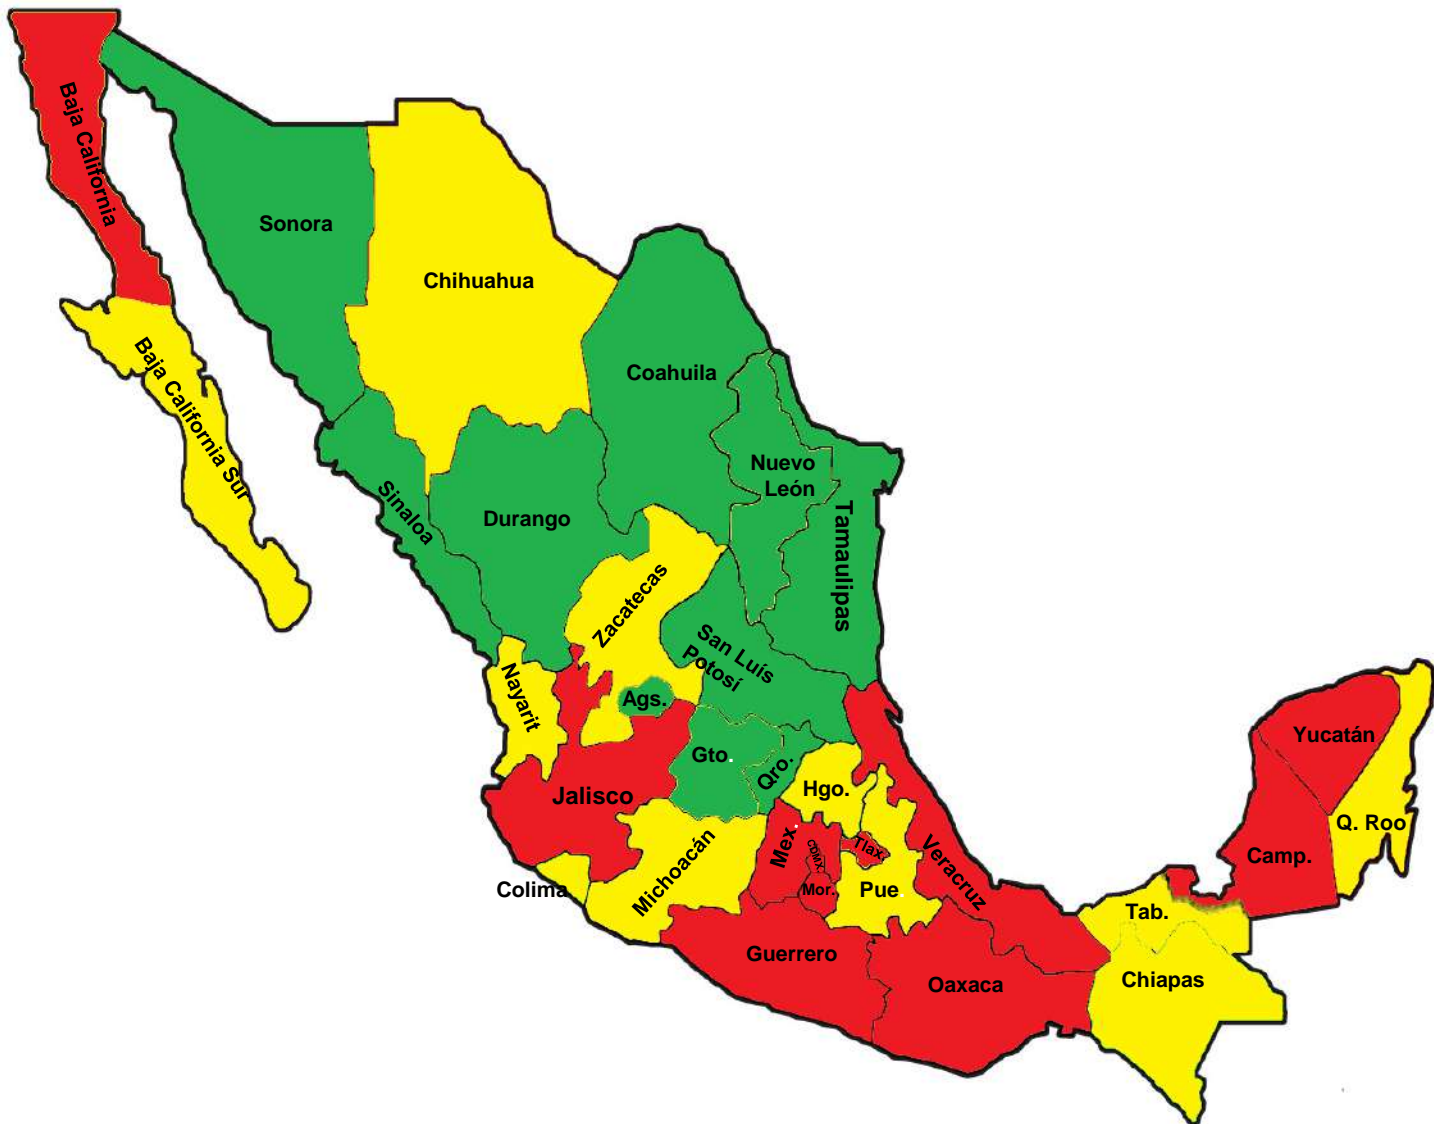 Baja California
Sonora
Chihuahua
Baja California Sur
Coahuila
Nuevo
León
Sinaloa
Durango
Tamaulipas
Zacatecas
San Luís
Potosí
Nayarit
Ags.
Gto.
Qro.
Hgo.
Jalisco
Yucatán
Q. Roo
Camp.
Mex.
CDMX
Tlax.
Veracruz
Michoacán
Colima
Mor.
Pue.
Tab.
Guerrero
Oaxaca
Chiapas